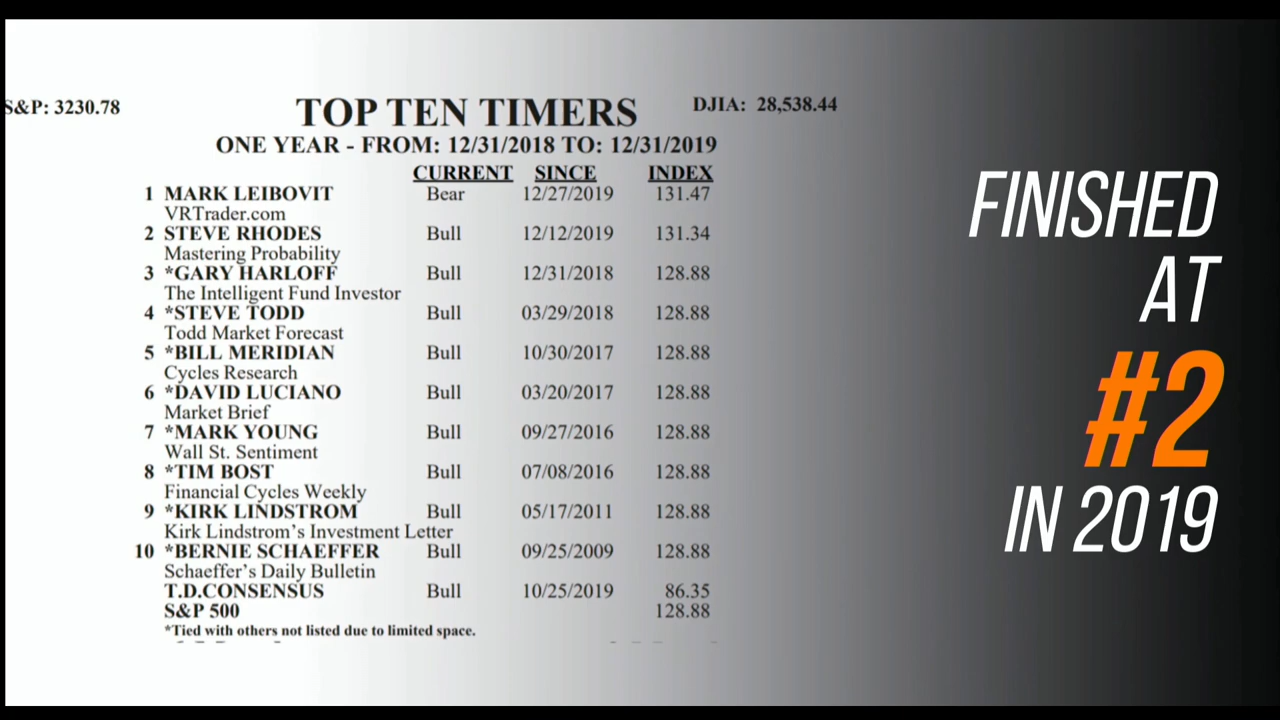 S&P: 3230.78
TOP TEN TIMERS
DJIA: 28,538.44
ONE YEAR - FROM: 12/31/2018 TO: 12/31/2019
CURRENT SINCE INDEX
1 MARK LEIBOVIT Bear 12/27/2019 131.47
VRTrader.com
2 STEVE RHODES Bull 12/12/2019 131.34
Mastering Probability
3 *GARY HARLOFF Bull 12/31/2018 128.88
The Intelligent Fund Investor
4 *STEVE TODD Bull 03/29/2018 128.88
Todd Market Forecast
5 *BILL MERIDIAN Bull 10/30/2017 128.88
Cycles Research
6 *DAVID LUCIANO Bull 03/20/2017 128.88
Market Brief
7 *MARK YOUNG Bull 09/27/2016 128.88
Wall St. Sentiment
8 *TIM BOST Bull 07/08/2016 128.88
Financial Cycles Weekly
9 *KIRK LINDSTROM Bull 05/17/2011 128.88
Kirk Lindstrom's Investment Letter
10 *BERNIE SCHAEFFER Bull 09/25/2009 128.88
Schaeffer's Daily Bulletin
T.D.CONSENSUS Bull 10/25/2019 86.35
S&P 500 128.88
*Tied with others not listed due to limited space.
FINISHED
AT
#2
IN 2019